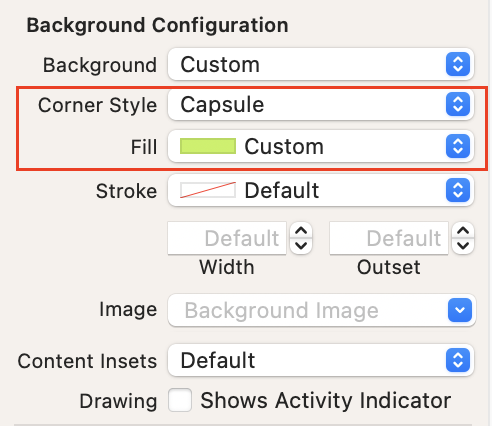 Background Configuration
Background Custom
Corner Style Capsule
Fill Custom
Stroke Default
Default Default
Width Outset
Image Background Image
Content Insets Default
Drawing Shows Activity Indicator